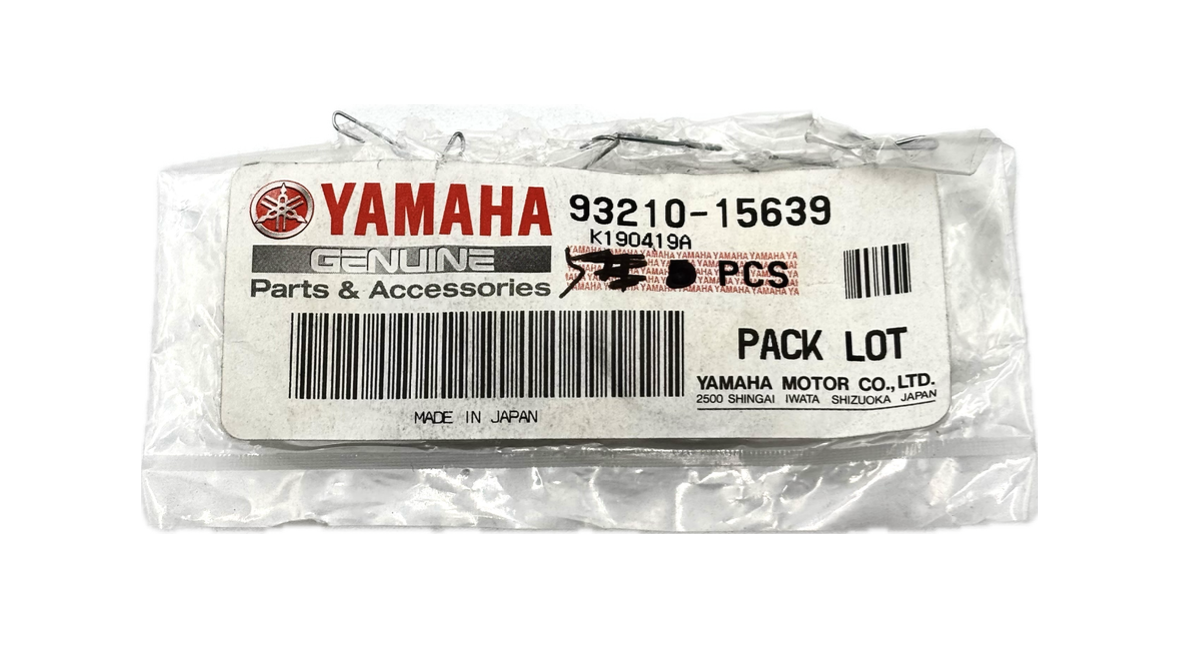 YAMAHA 93210-15639
K190419A
GENUINE
PCS
Parts & Accessories
PACK LOT
YAMAHA MOTOR CO., LTD.
2500 SHINGAI IWATA SHIZUOKA JAPAN
MADE IN JAPAN